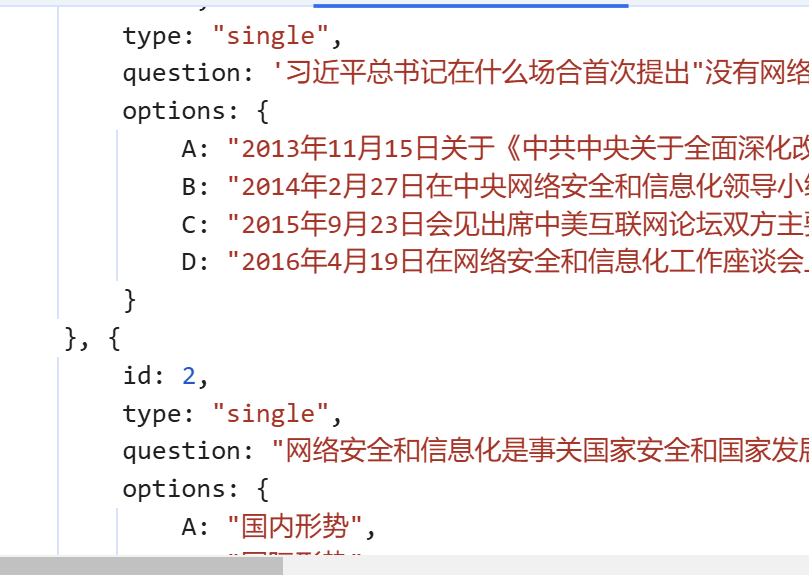 type: "single",
question: '习近平总书记在什么场合首次提出"没有网络
options: {
A: "2013年11月15日关于《中共中央关于全面深化改
B: "2014年2月27日在中央网络安全和信息化领导小
C: "2015年9月23日会见出席中美互联网论坛双方主
D: "2016年4月19日在网络安全和信息化工作座谈会
}
}, {
id: 2,
type: "single",
question: "网络安全和信息化是事关国家安全和国家发展
options: {
A: "国内形势",